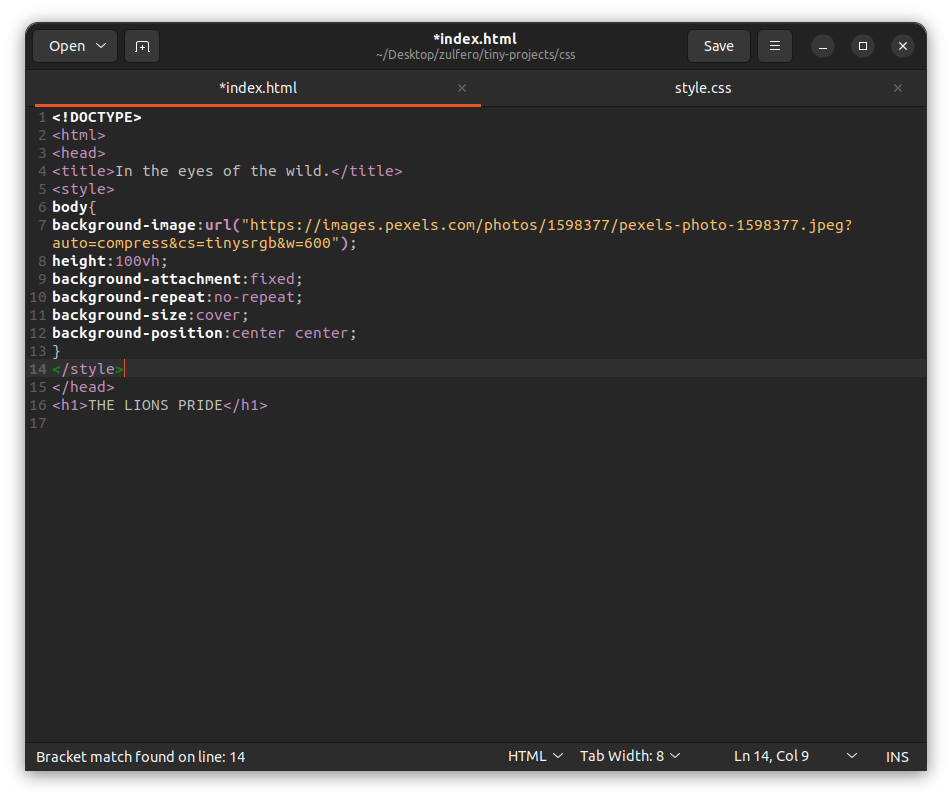 Open
*index.html
~/Desktop/zulfero/tiny-projects/css
Save
*index.html
style.css
1 <!DOCTYPE>
2 <html>
3 <head>
4 <title>In the eyes of the wild.</title>
5 <style>
6 body{
7 background-image:url("https://images.pexels.com/photos/1598377/pexels-photo-1598377.jpeg?
auto=compress&cs=tinysrgb&w=600");
8 height:100vh;
9 background-attachment:fixed;
10 background-repeat:no-repeat;
11 background-size:cover;
12 background-position:center center;
13 }
14 </style>
15 </head>
16 <h1>THE LIONS PRIDE</h1>
17
Bracket match found on line: 14
HTML
Tab Width: 8
Ln 14, Col 9
INS